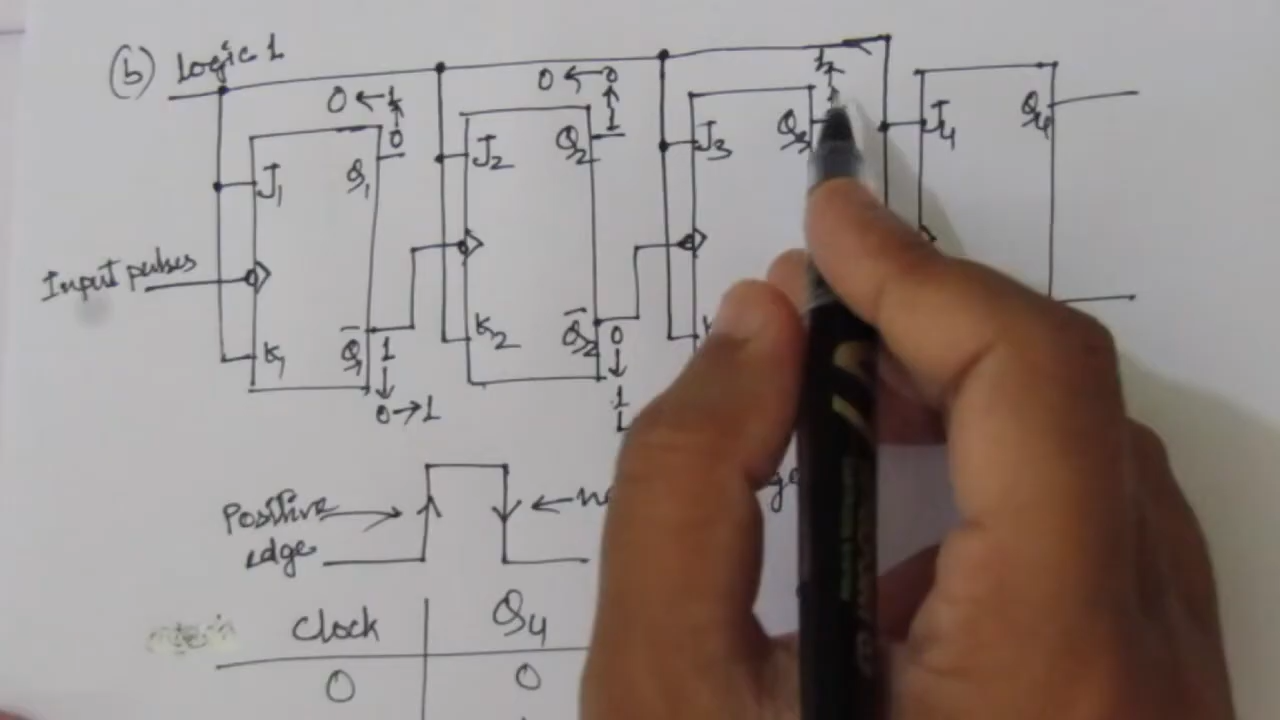 (b) Logic 1
0 ← 1
0
0 ← 0
1
1
J₁ Q₁
J₂ Q₂
J₃ Q₃
J₄ Q₄
Input pulses
K₁ Q̅₁ 1
0 → 1
K₂ Q̅₂ 0
1
Positive
edge
Clock Q₄
0 0